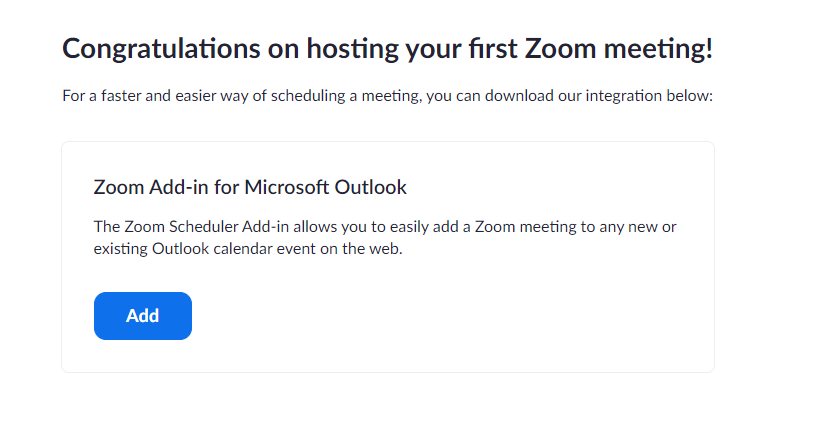 Congratulations on hosting your first Zoom meeting!
For a faster and easier way of scheduling a meeting, you can download our integration below:
Zoom Add-in for Microsoft Outlook
The Zoom Scheduler Add-in allows you to easily add a Zoom meeting to any new or
existing Outlook calendar event on the web.
Add